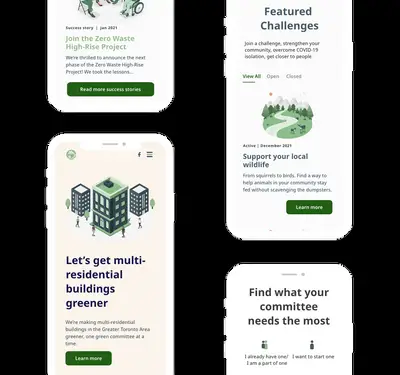 Success story | Jan 2021
Join the Zero Waste
High-Rise Project
We're thrilled to announce the next
phase of the Zero Waste High-Rise
Project! We took the lessons...
Read more success stories
Let's get multi-
residential
buildings
greener
We're making multi-residential
buildings in the Greater Toronto Area
greener, one green committee at a
time.
Learn more
Featured
Challenges
Join a challenge, strengthen your
community, overcome COVID-19
isolation, get closer to people
View All Open Closed
Active | December 2021
Support your local
wildlife
From squirrels to birds. Find a way to
help animals in your community stay
fed without scavenging the dumpsters.
Learn more
Find what your
committee
needs the most
I already have one/ I want to start one
I am a part of one